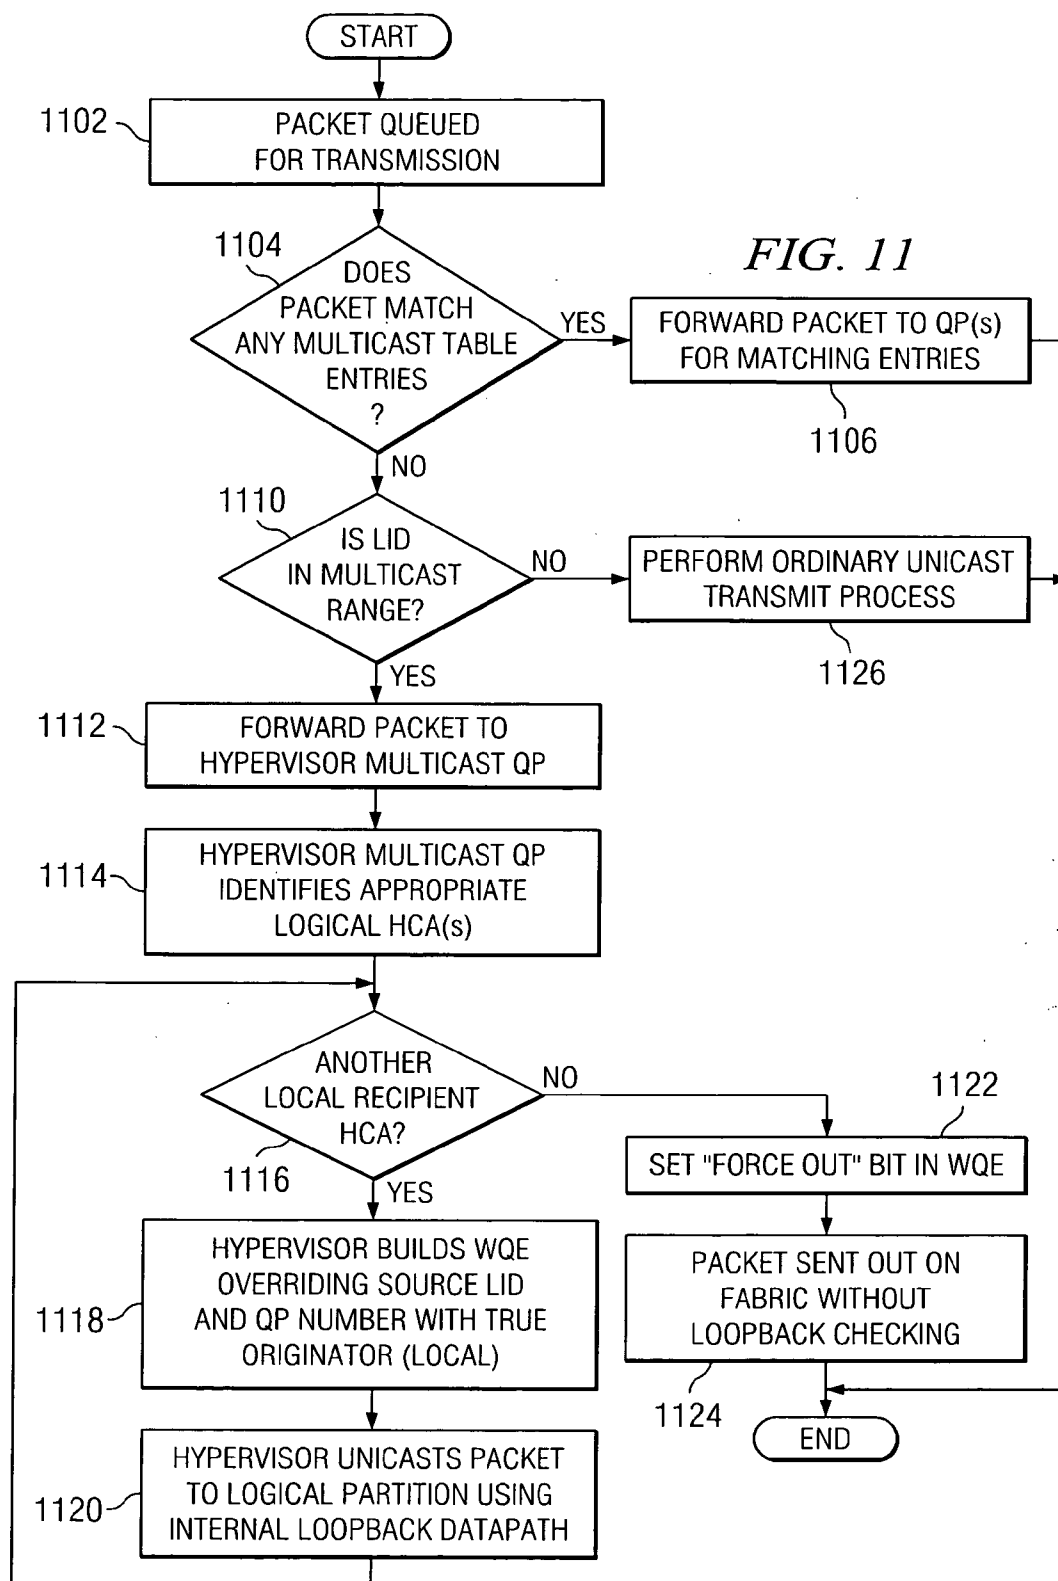 START
1102
PACKET QUEUED
FOR TRANSMISSION
FIG. 11
1104
DOES
PACKET MATCH
ANY MULTICAST TABLE
ENTRIES
?
YES
FORWARD PACKET TO QP(s)
FOR MATCHING ENTRIES
1106
NO
1110
IS LID
IN MULTICAST
RANGE?
NO
PERFORM ORDINARY UNICAST
TRANSMIT PROCESS
1126
YES
1112
FORWARD PACKET TO
HYPERVISOR MULTICAST QP
1114
HYPERVISOR MULTICAST QP
IDENTIFIES APPROPRIATE
LOGICAL HCA(s)
ANOTHER
LOCAL RECIPIENT
HCA?
1116
NO
1122
SET "FORCE OUT" BIT IN WQE
YES
1118
HYPERVISOR BUILDS WQE
OVERRIDING SOURCE LID
AND QP NUMBER WITH TRUE
ORIGINATOR (LOCAL)
PACKET SENT OUT ON
FABRIC WITHOUT
LOOPBACK CHECKING
1124
END
1120
HYPERVISOR UNICASTS PACKET
TO LOGICAL PARTITION USING
INTERNAL LOOPBACK DATAPATH